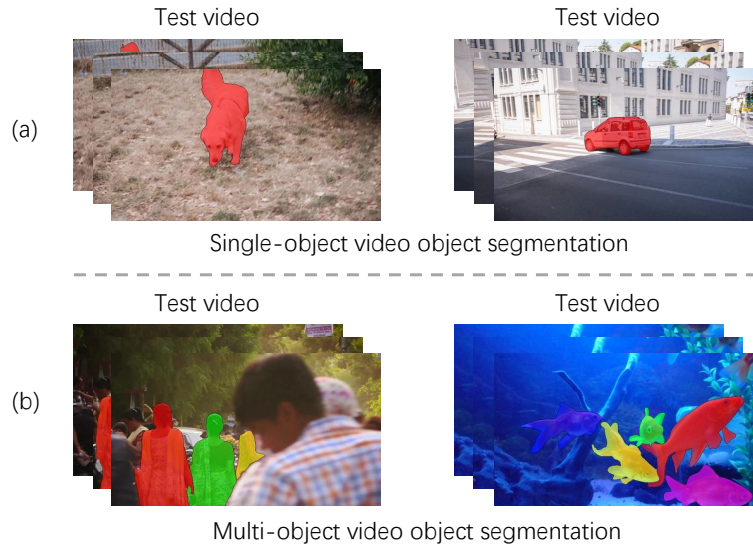 Test video
Test video
(a)
Single-object video object segmentation
Test video
Test video
(b)
Multi-object video object segmentation